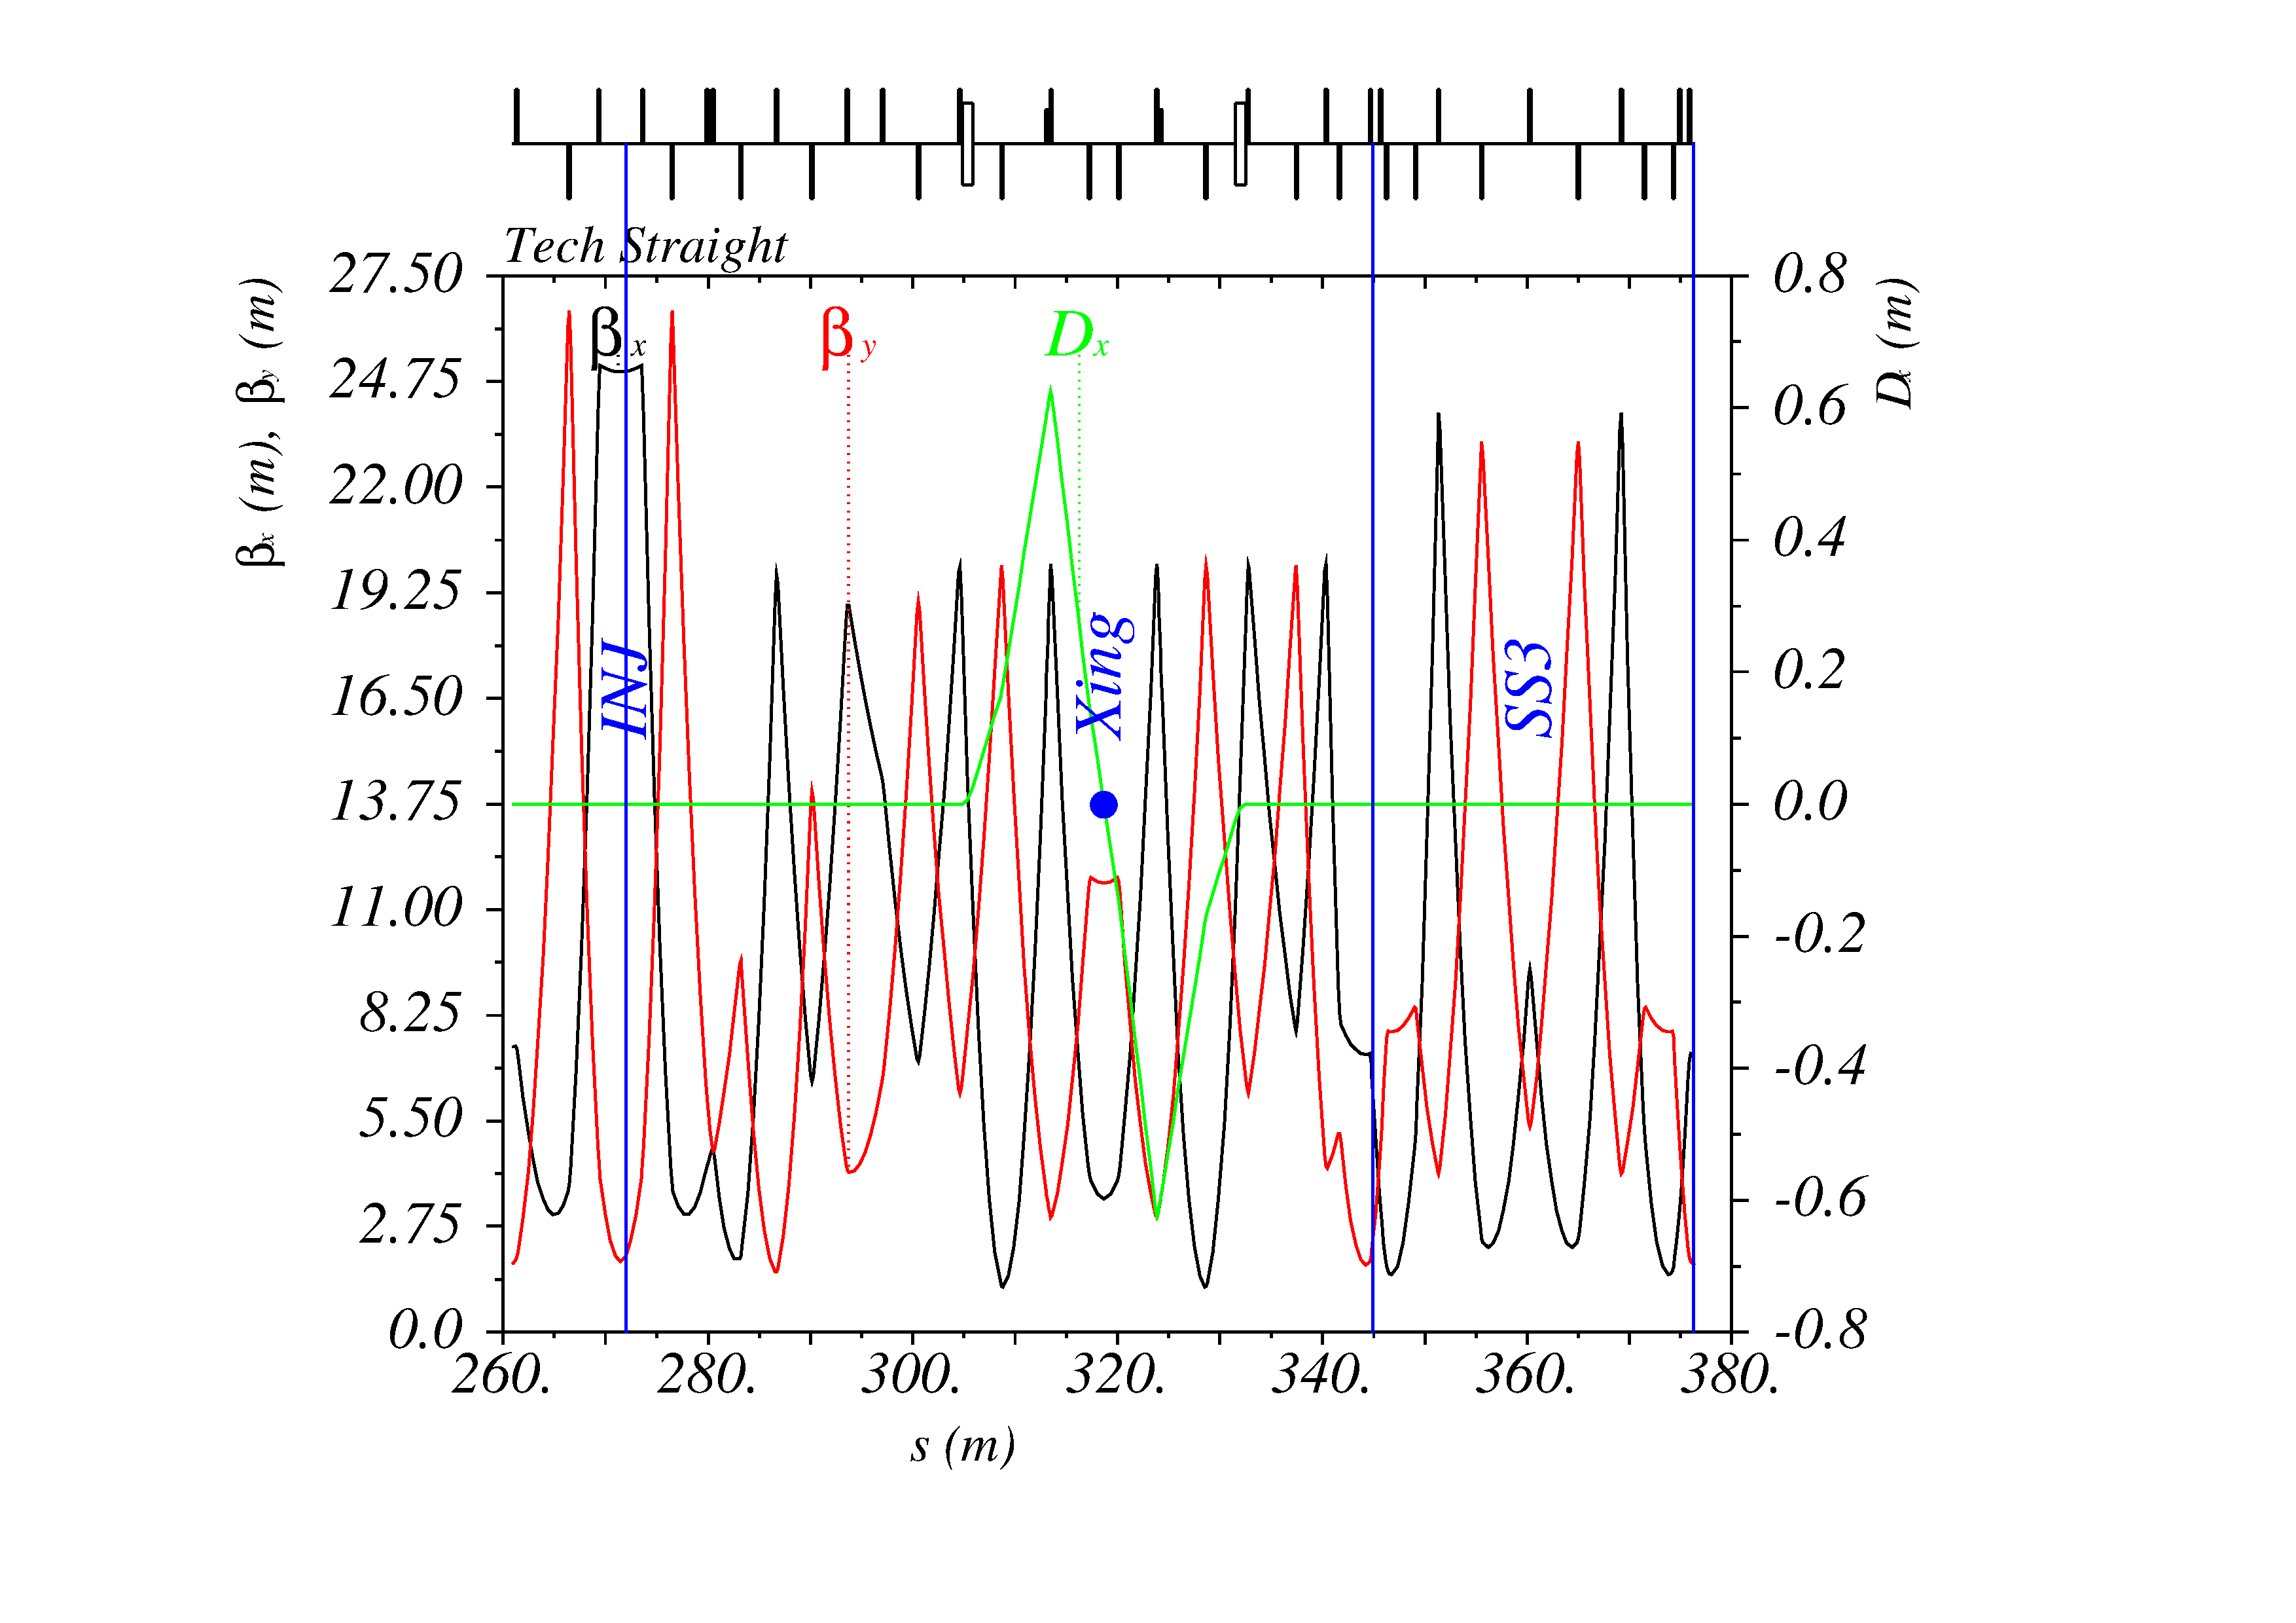 Tech Straight
27.50
24.75
22.00
19.25
16.50
13.75
11.00
8.25
5.50
2.75
0.0
βx (m), βy (m)
βx
βy
Dx
INJ
Xing
SS3
0.8
0.6
0.4
0.2
0.0
-0.2
-0.4
-0.6
-0.8
Dx (m)
260. 280. 300. 320. 340. 360. 380.
s (m)